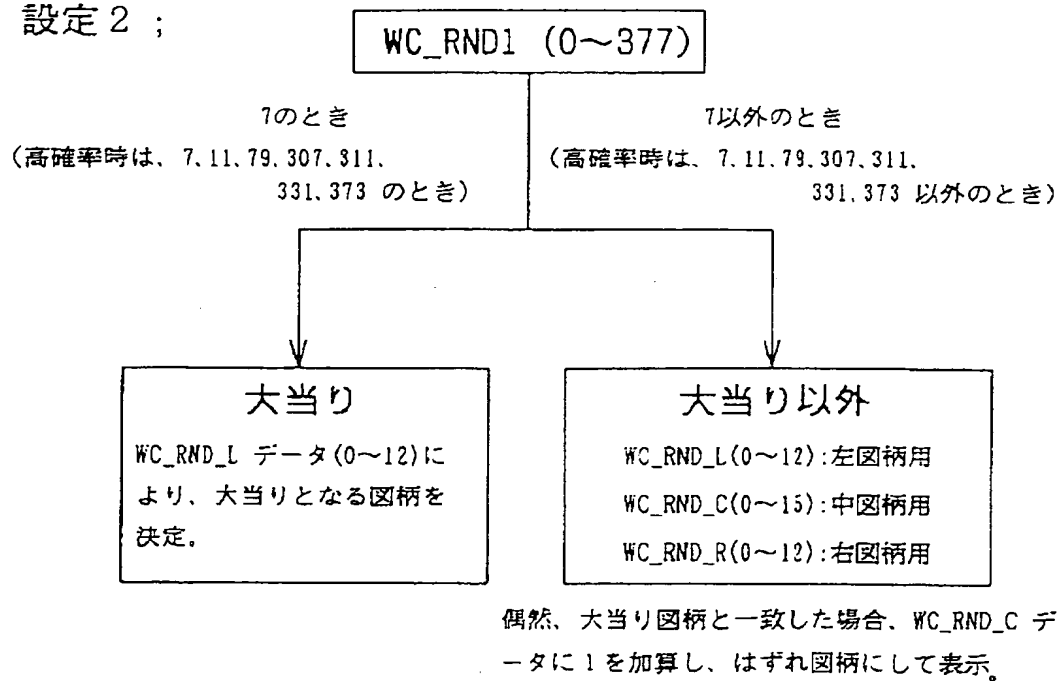 設定2；
WC_RND1 (0〜377)
7のとき
(高確率時は、7.11.79.307.311.
331.373 のとき)
7以外のとき
(高確率時は、7.11.79.307.311.
331.373 以外のとき)
大当り
WC_RND_L データ(0〜12)に
より、大当りとなる図柄を
決定。
大当り以外
WC_RND_L(0〜12):左図柄用
WC_RND_C(0〜15):中図柄用
WC_RND_R(0〜12):右図柄用
偶然、大当り図柄と一致した場合、WC_RND_C デ
ータに1を加算し、はずれ図柄にして表示。